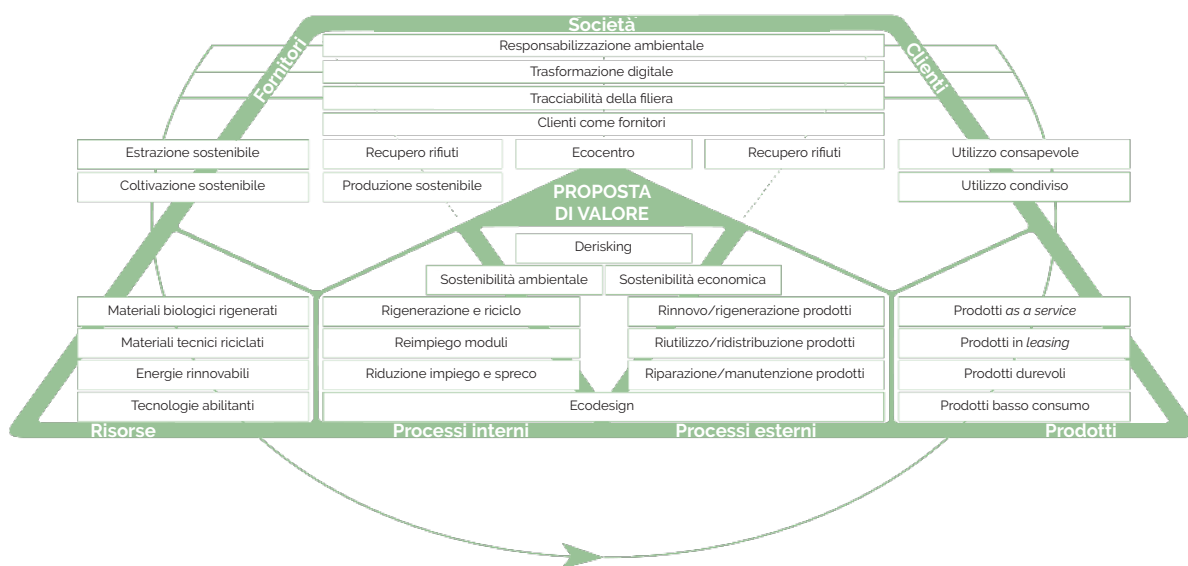 Società
Fornitori
Clienti
Responsabilizzazione ambientale
Trasformazione digitale
Tracciabilità della filiera
Clienti come fornitori
Estrazione sostenibile
Recupero rifiuti
Ecocentro
Recupero rifiuti
Utilizzo consapevole
Coltivazione sostenibile
Produzione sostenibile
Utilizzo condiviso
PROPOSTA
DI VALORE
Derisking
Sostenibilità ambientale
Sostenibilità economica
Materiali biologici rigenerati
Rigenerazione e riciclo
Rinnovo/rigenerazione prodotti
Prodotti as a service
Materiali tecnici riciclati
Reimpiego moduli
Riutilizzo/ridistribuzione prodotti
Prodotti in leasing
Energie rinnovabili
Riduzione impiego e spreco
Riparazione/manutenzione prodotti
Prodotti durevoli
Tecnologie abilitanti
Ecodesign
Prodotti basso consumo
Risorse
Processi interni
Processi esterni
Prodotti